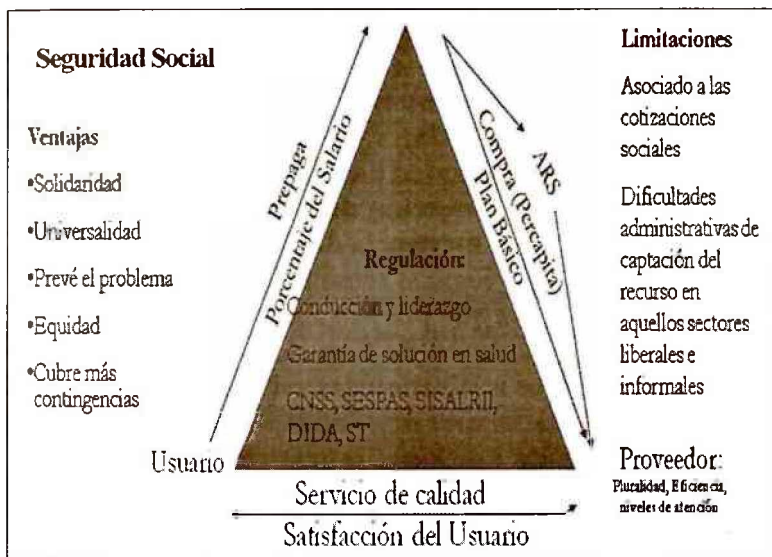 Seguridad Social
Ventajas
•Solidaridad
•Universalidad
•Prevé el problema
•Equidad
•Cubre más
contingencias
Usuario
Prepaga
Porcentaje del Salario
Regulación:
Conducción y liderazgo
Garantía de solución en salud
CNSS, SESPAS, SISALRIL,
DIDA, ST
ARS
Compra (Percapita)
Plan Básico
Servicio de calidad
Satisfacción del Usuario
Limitaciones
Asociado a las
cotizaciones
sociales
Dificultades
administrativas de
captación del
recurso en
aquellos sectores
liberales e
informales
Proveedor:
Pluralidad, Eficiencia,
niveles de atención